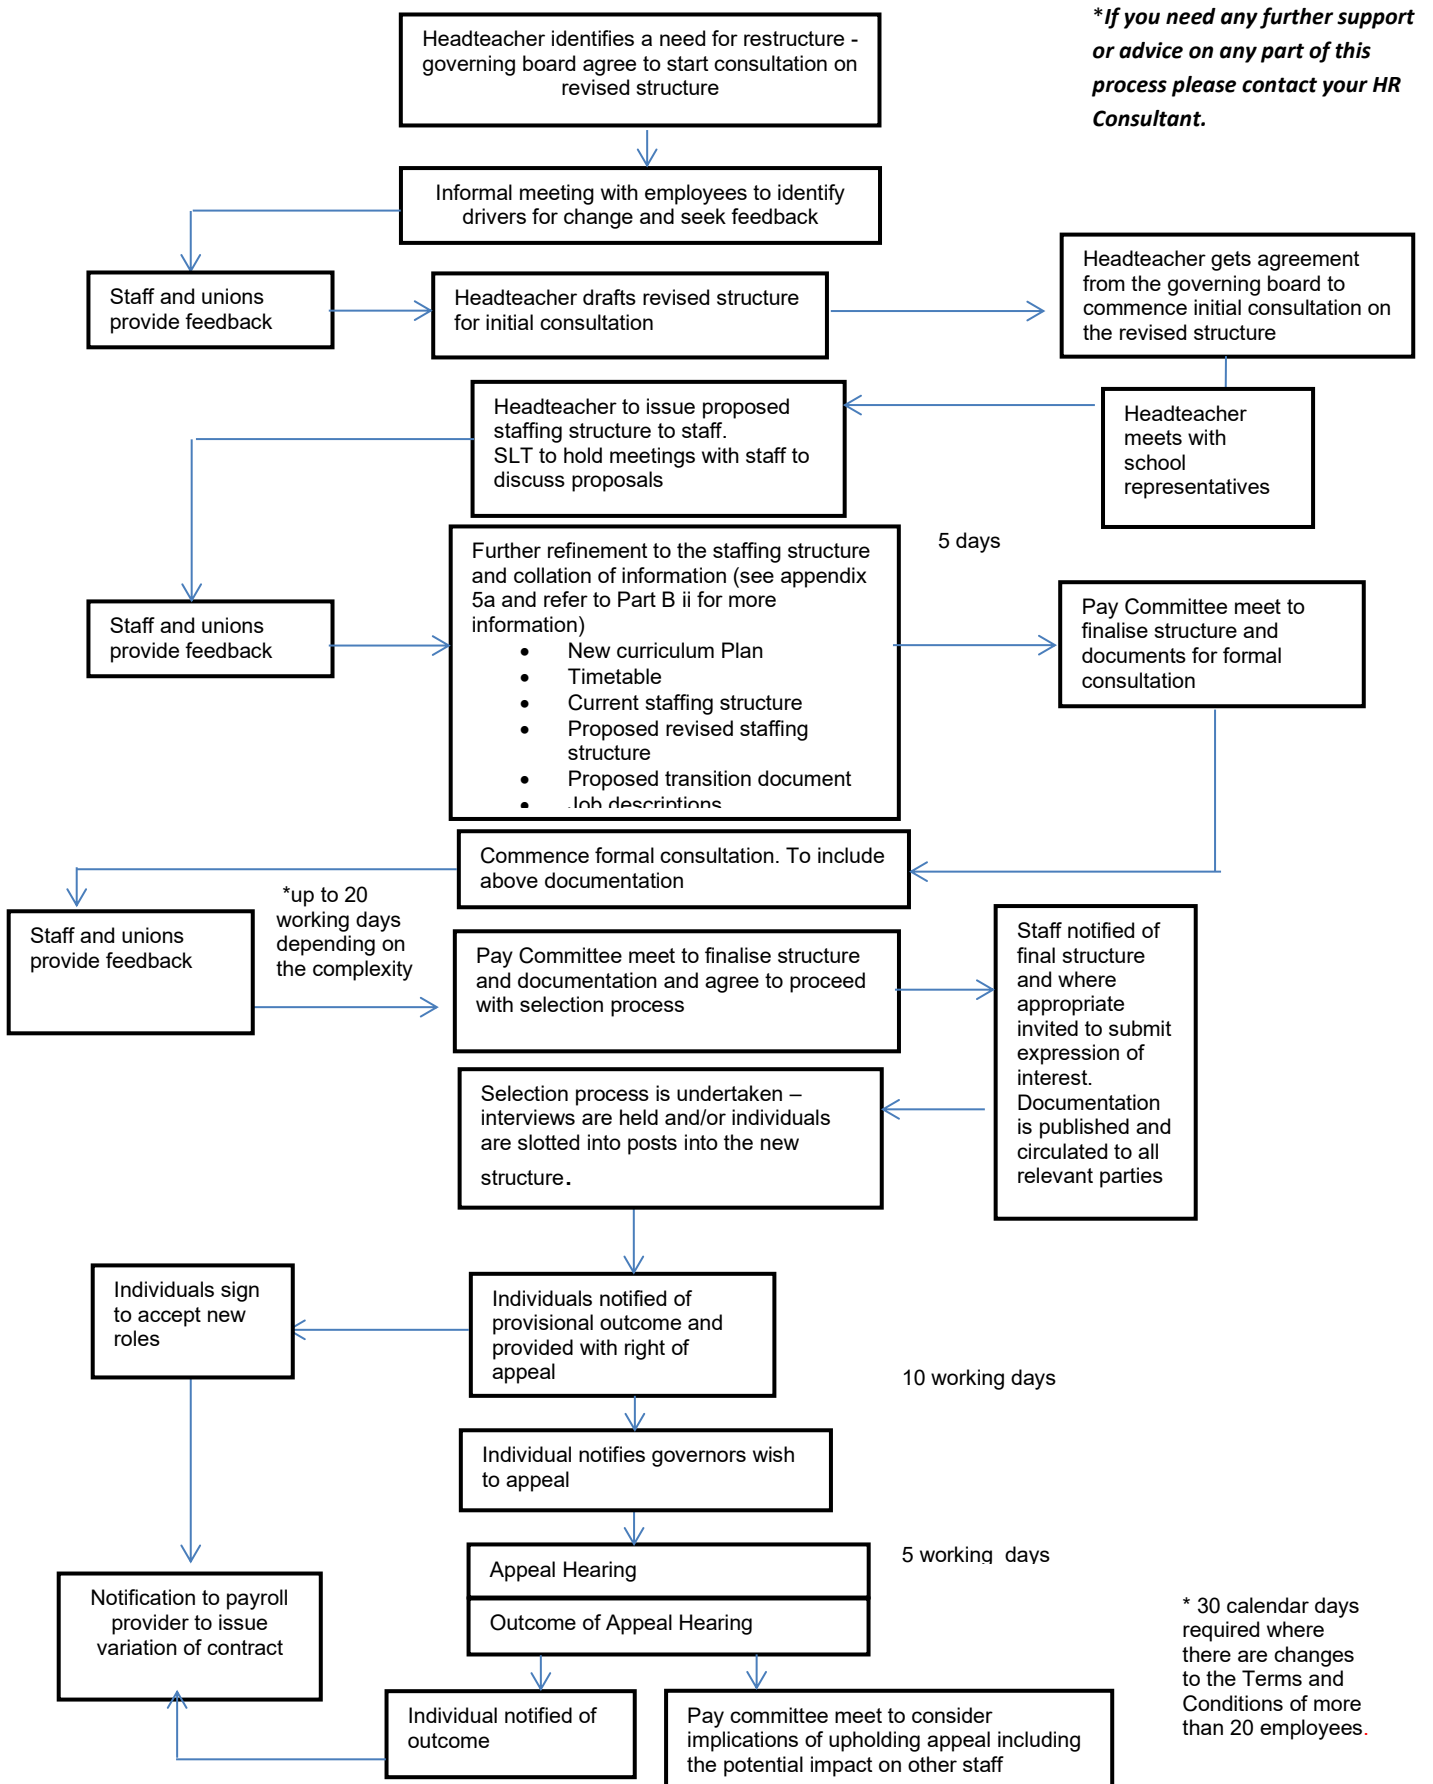 *If you need any further support
or advice on any part of this
process please contact your HR
Consultant.
Headteacher identifies a need for restructure -
governing board agree to start consultation on
revised structure
Informal meeting with employees to identify
drivers for change and seek feedback
Staff and unions
provide feedback
Headteacher drafts revised structure
for initial consultation
Headteacher gets agreement
from the governing board to
commence initial consultation on
the revised structure
Headteacher
meets with
school
representatives
Headteacher to issue proposed
staffing structure to staff.
SLT to hold meetings with staff to
discuss proposals
Staff and unions
provide feedback
Further refinement to the staffing structure
and collation of information (see appendix
5a and refer to Part B ii for more
information)
• New curriculum Plan
• Timetable
• Current staffing structure
• Proposed revised staffing
structure
• Proposed transition document
• Job descriptions
5 days
Pay Committee meet to
finalise structure and
documents for formal
consultation
Commence formal consultation. To include
above documentation
Staff and unions
provide feedback
*up to 20
working days
depending on
the complexity
Pay Committee meet to finalise structure
and documentation and agree to proceed
with selection process
Staff notified of
final structure
and where
appropriate
invited to submit
expression of
interest.
Documentation
is published and
circulated to all
relevant parties
Selection process is undertaken –
interviews are held and/or individuals
are slotted into posts into the new
structure.
Individuals notified of
provisional outcome and
provided with right of
appeal
Individuals sign
to accept new
roles
10 working days
Individual notifies governors wish
to appeal
5 working days
Appeal Hearing
Outcome of Appeal Hearing
Notification to payroll
provider to issue
variation of contract
Individual notified of
outcome
Pay committee meet to consider
implications of upholding appeal including
the potential impact on other staff
* 30 calendar days
required where
there are changes
to the Terms and
Conditions of more
than 20 employees.